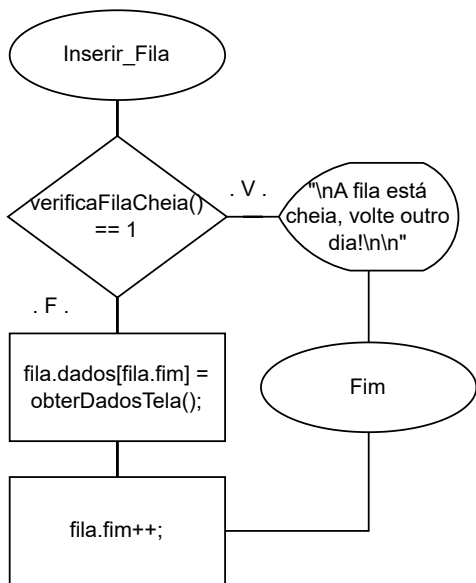 Inserir_Fila
verificaFilaCheia()
== 1
. V .
"\nA fila está
cheia, volte outro
dia!\n\n"
. F .
fila.dados[fila.fim] =
obterDadosTela();
Fim
fila.fim++;